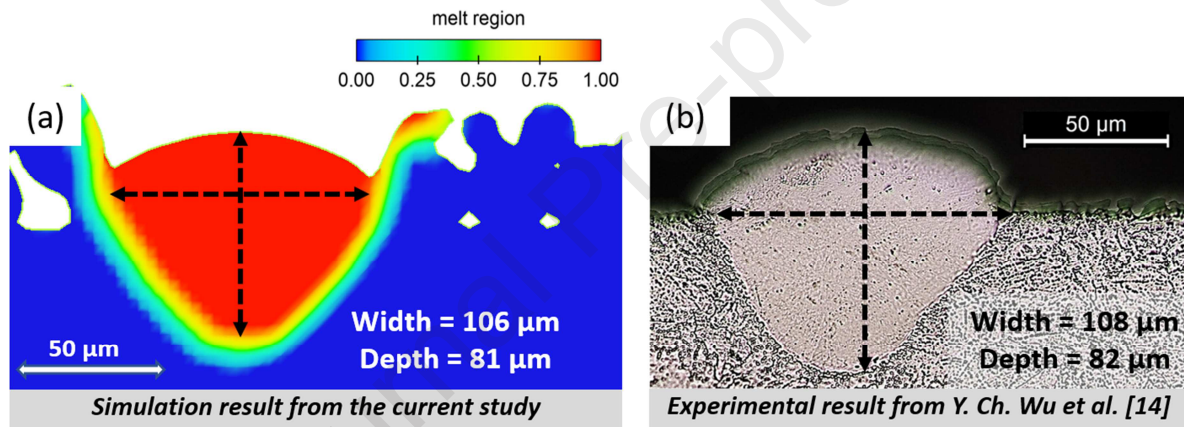 melt region
0.00 0.25 0.50 0.75 1.00
(a)
50 µm
Width = 106 µm
Depth = 81 µm
Simulation result from the current study
(b)
50 µm
Width = 108 µm
Depth = 82 µm
Experimental result from Y. Ch. Wu et al. [14]